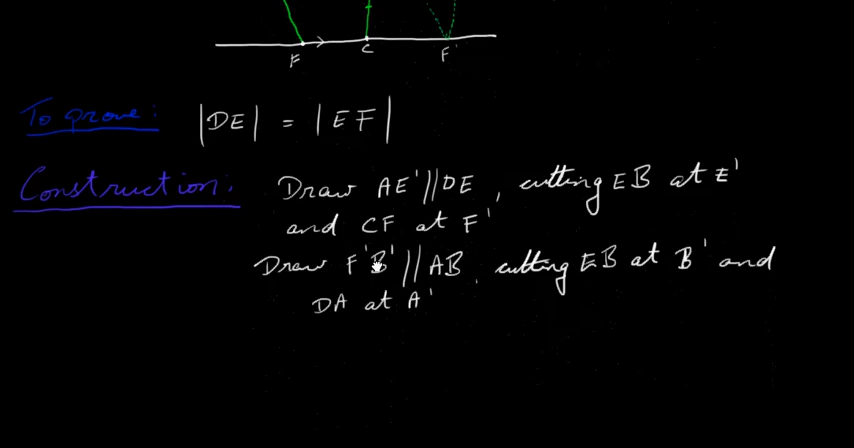 F C F'
To prove: |DE| = |EF|
Construction: Draw AE' // DE, cutting EB at E'
and CF at F'
Draw F'B' // AB, cutting EB at B' and
DA at A'